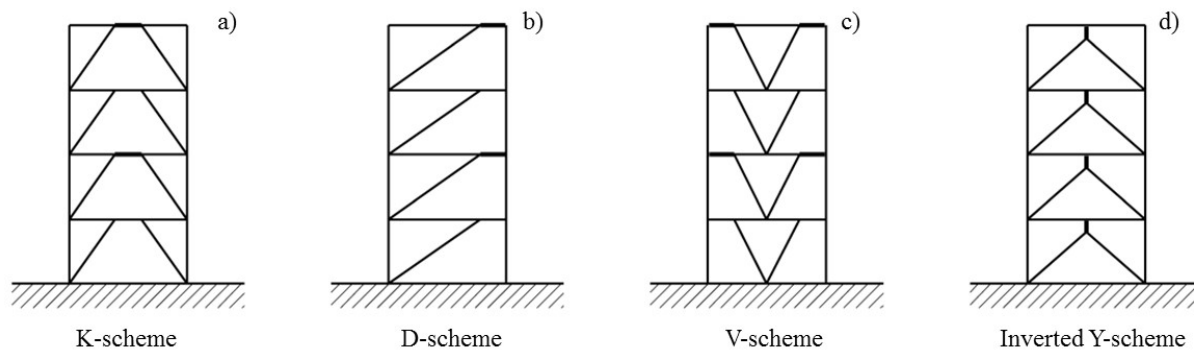 a)
b)
c)
d)
K-scheme
D-scheme
V-scheme
Inverted Y-scheme